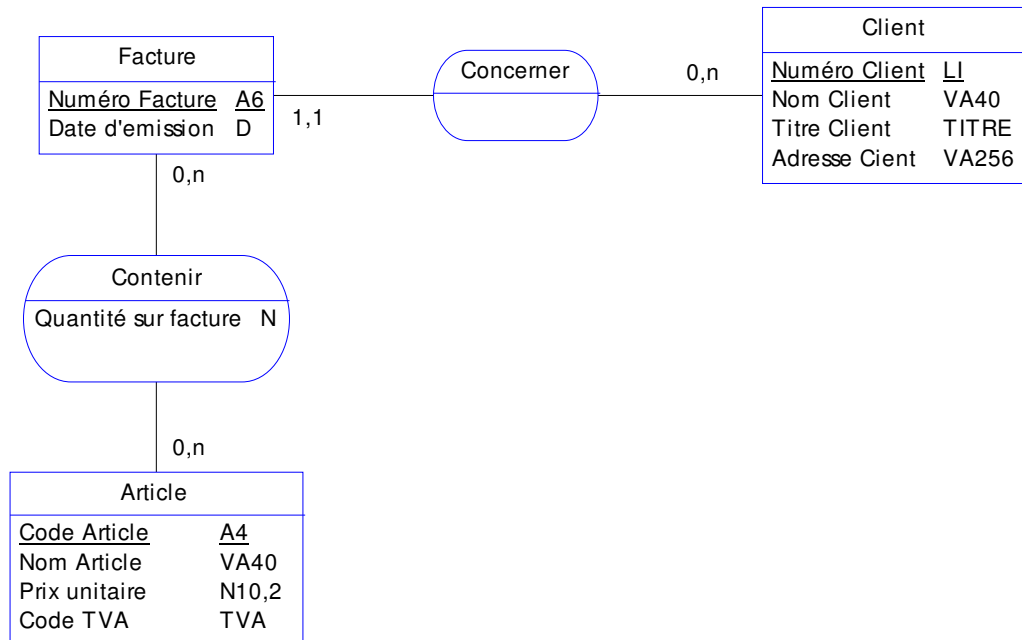 Facture
Numéro Facture A6
Date d'emission D
1,1
0,n
Concerner
0,n
Client
Numéro Client LI
Nom Client VA40
Titre Client TITRE
Adresse Cient VA256
Contenir
Quantité sur facture N
0,n
Article
Code Article A4
Nom Article VA40
Prix unitaire N10,2
Code TVA TVA